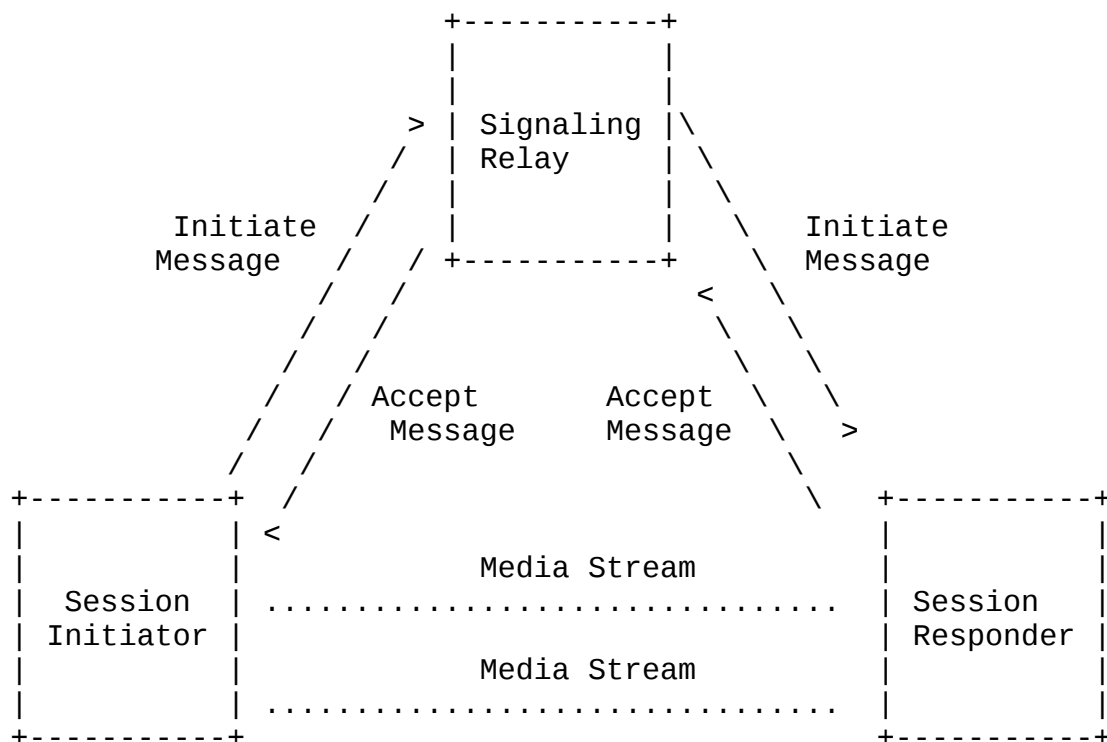 Signaling
Relay
Initiate
Message
Initiate
Message
Accept
Message
Accept
Message
Media Stream
Session
Initiator
Session
Responder
Media Stream